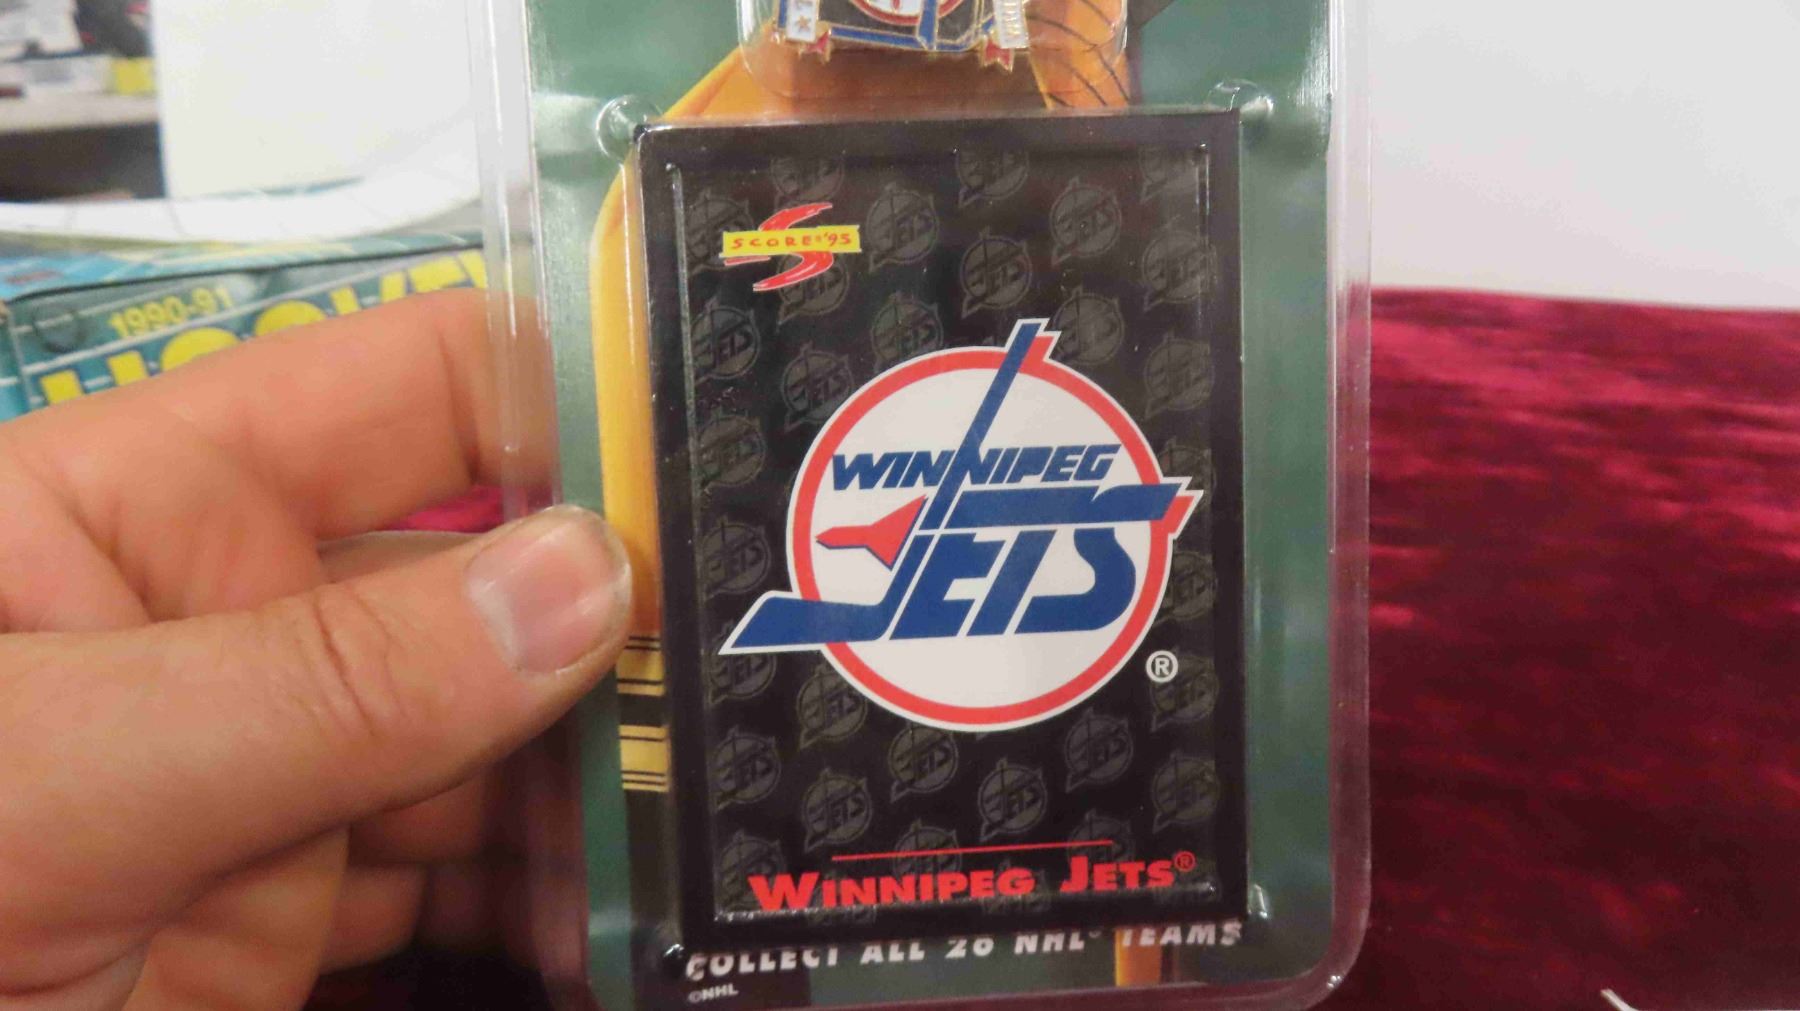 SCORE® '95
1990-91
WINNIPEG
JETS
®
WINNIPEG JETS®
COLLECT ALL 26 NHL® TEAMS
©NHL